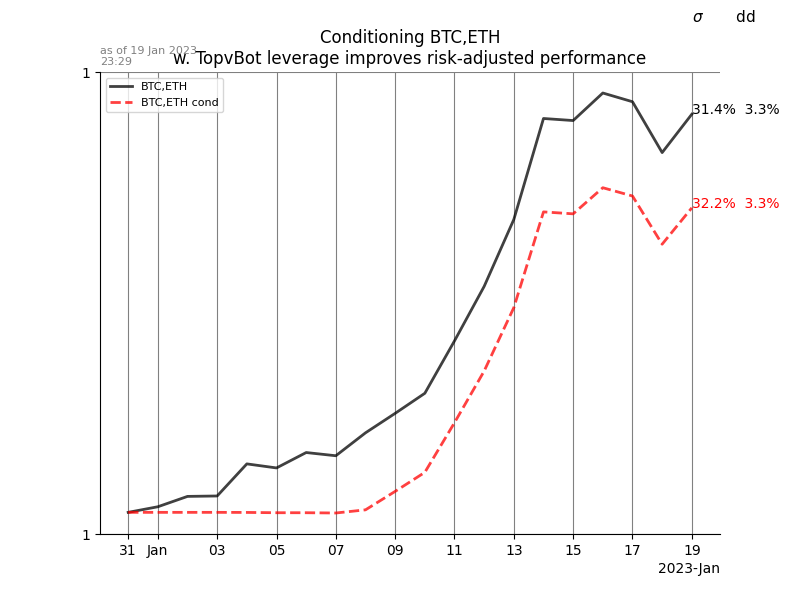 σ dd
Conditioning BTC,ETH
as of 19 Jan 2023
23:29
w. TopvBot leverage improves risk-adjusted performance
1
BTC,ETH
BTC,ETH cond
31.4% 3.3%
32.2% 3.3%
1
31 Jan 03 05 07 09 11 13 15 17 19
2023-Jan